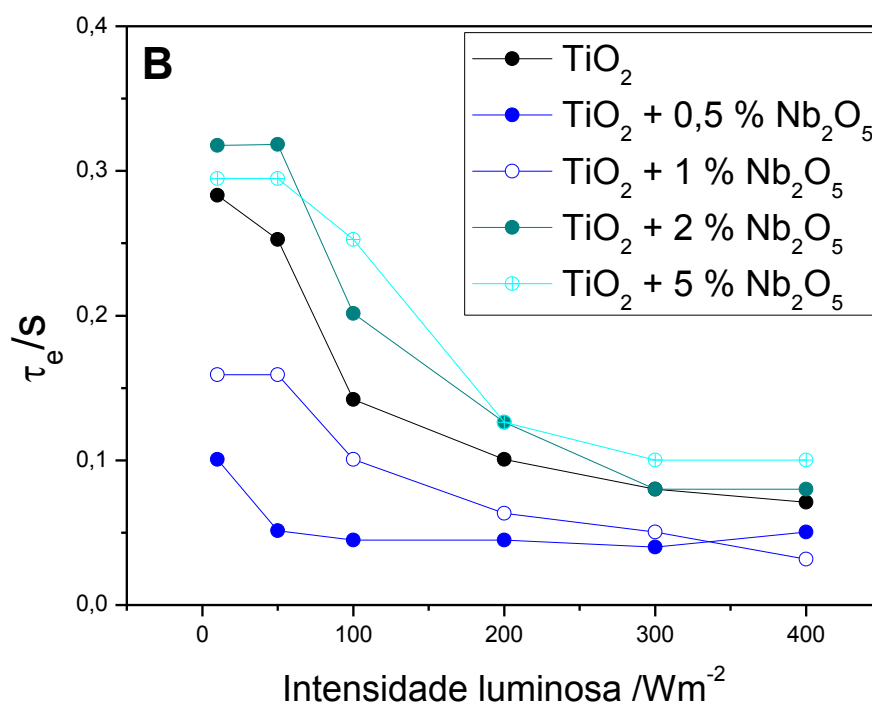 B
TiO2
TiO2 + 0,5 % Nb2O5
TiO2 + 1 % Nb2O5
TiO2 + 2 % Nb2O5
TiO2 + 5 % Nb2O5
0,4
0,3
0,2
0,1
0,0
τe/s
0 100 200 300 400
Intensidade luminosa /Wm-2